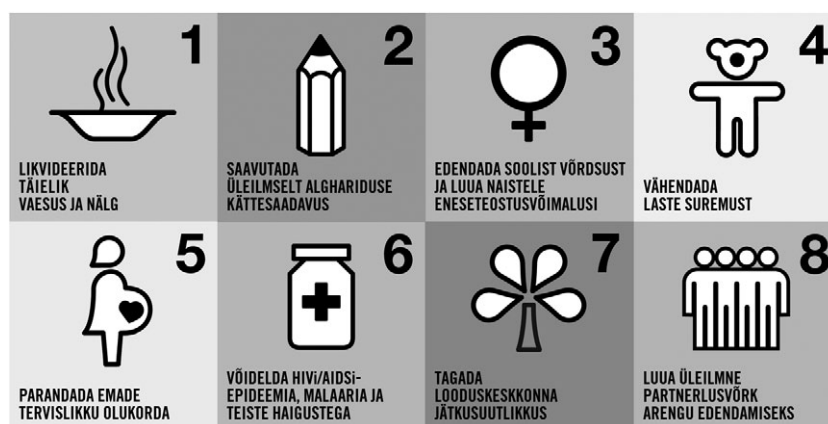 1
LIKVIDEERIDA
TÄIELIK
VAESUS JA NÄLG
2
SAAVUTADA
ÜLEILMSELT ALGHARIDUSE
KÄTTESAADAVUS
3
EDENDADA SOOLIST VÕRDSUST
JA LUUA NAISTELE
ENESETEOSTUSVÕIMALUSI
4
VÄHENDADA
LASTE SUREMUST
5
PARANDADA EMADE
TERVISLIKKU OLUKORDA
6
VÕIDELDA HIVi/AIDSi-
EPIDEEMIA, MALAARIA JA
TEISTE HAIGUSTEGA
7
TAGADA
LOODUSKESKKONNA
JÄTKUSUUTLIKKUS
8
LUUA ÜLEILMNE
PARTNERLUSVÕRK
ARENGU EDENDAMISEKS